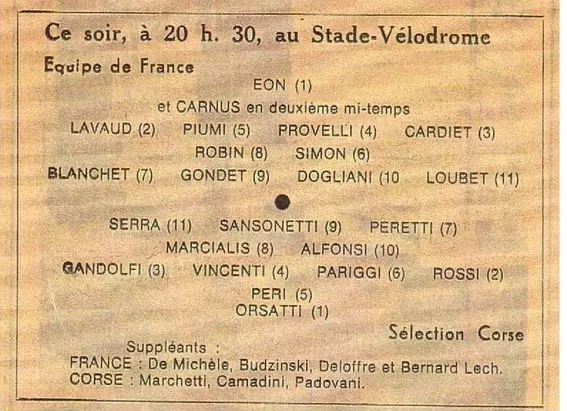 Ce soir, à 20 h. 30, au Stade-Vélodrome
Equipe de France
EON (1)
et CARNUS en deuxième mi-temps
LAVAUD (2) PIUMI (5) PROVELLI (4) CARDIET (3)
ROBIN (8) SIMON (6)
BLANCHET (7) GONDET (9) DOGLIANI (10 LOUBET (11)
SERRA (11) SANSONETTI (9) PERETTI (7)
MARCIALIS (8) ALFONSI (10)
GANDOLFI (3) VINCENTI (4) PARIGGI (6) ROSSI (2)
PERI (5)
ORSATTI (1)
Sélection Corse
Suppléants :
FRANCE : De Michèle, Budzinski, Deloffre et Bernard Lech.
CORSE : Marchetti, Camadini, Padovani.